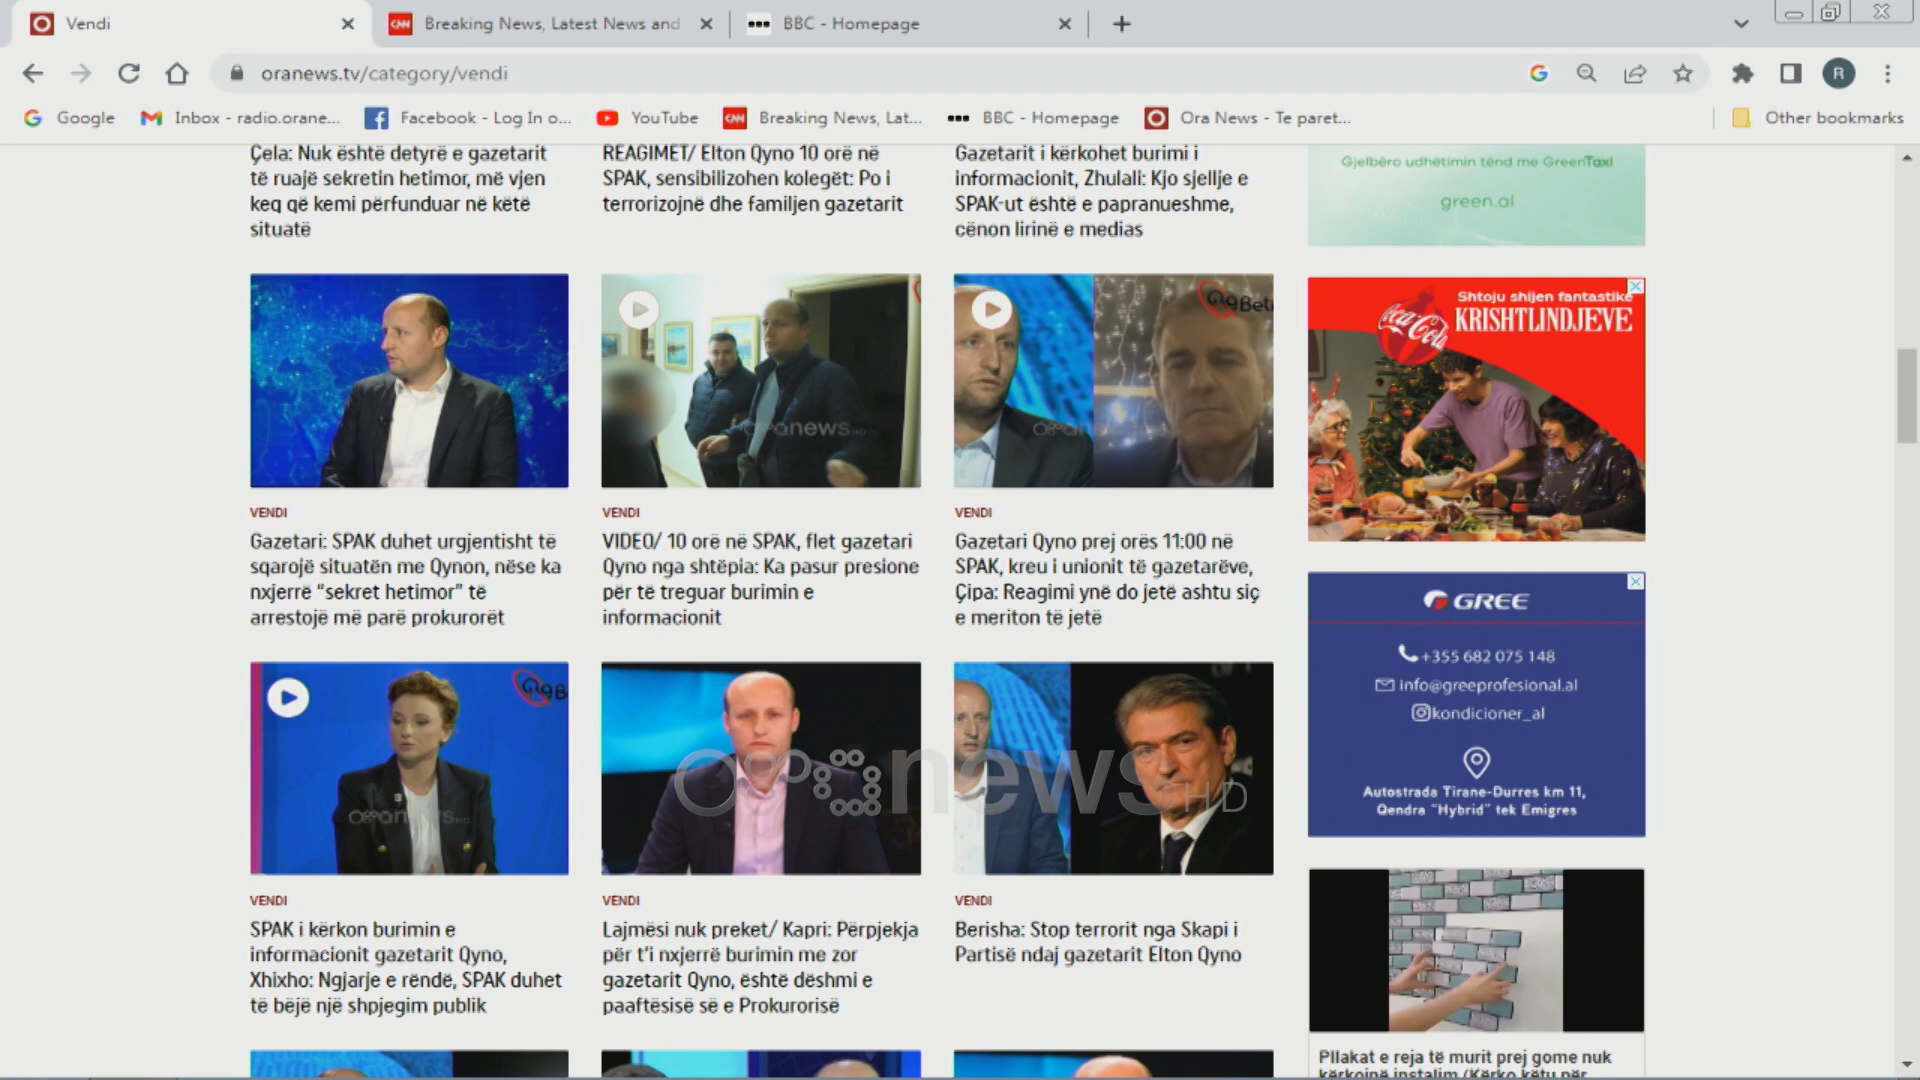 Vendi
Breaking News, Latest News and
BBC - Homepage
oranews.tv/category/vendi
R
Google
Inbox - radio.orane...
Facebook - Log In o...
YouTube
Breaking News, Lat...
BBC - Homepage
Ora News - Te paret...
Other bookmarks
Çela: Nuk është detyrë e gazetarit
të ruajë sekretin hetimor, më vjen
keq që kemi përfunduar në këtë
situatë
REAGIMET/ Elton Qyno 10 orë në
SPAK, sensibilizohen kolegët: Po i
terrorizojnë dhe familjen gazetarit
Gazetarit i kërkohet burimi i
informacionit, Zhulali: Kjo sjellje e
SPAK-ut është e papranueshme,
cënon lirinë e medias
Gjelbëro udhëtimin tënd me GreenTaxi
green.al
VENDI
Gazetari: SPAK duhet urgjentisht të
sqarojë situatën me Qynon, nëse ka
nxjerrë “sekret hetimor” të
arrestojë më parë prokurorët
oranews
VENDI
VIDEO/ 10 orë në SPAK, flet gazetari
Qyno nga shtëpia: Ka pasur presione
për të treguar burimin e
informacionit
VENDI
Gazetari Qyno prej orës 11:00 në
SPAK, kreu i unionit të gazetarëve,
Çipa: Reagimi ynë do jetë ashtu siç
e meriton të jetë
Shtoju shijen fantastike
KRISHTLINDJEVE
Coca-Cola
GREE
+355 682 075 148
info@greeprofesional.al
kondicioner_al
Autostrada Tirane-Durres km 11,
Qendra "Hybrid" tek Emigres
VENDI
SPAK i kërkon burimin e
informacionit gazetarit Qyno,
Xhixho: Ngjarje e rëndë, SPAK duhet
të bëjë një shpjegim publik
oranews HD
VENDI
Lajmësi nuk preket/ Kapri: Përpjekja
për t’i nxjerrë burimin me zor
gazetarit Qyno, është dëshmi e
paaftësisë së e Prokurorisë
VENDI
Berisha: Stop terrorit nga Skapi i
Partisë ndaj gazetarit Elton Qyno
Pllakat e reja të murit prej gome nuk
kërkojnë instalim (Kërko këtu për